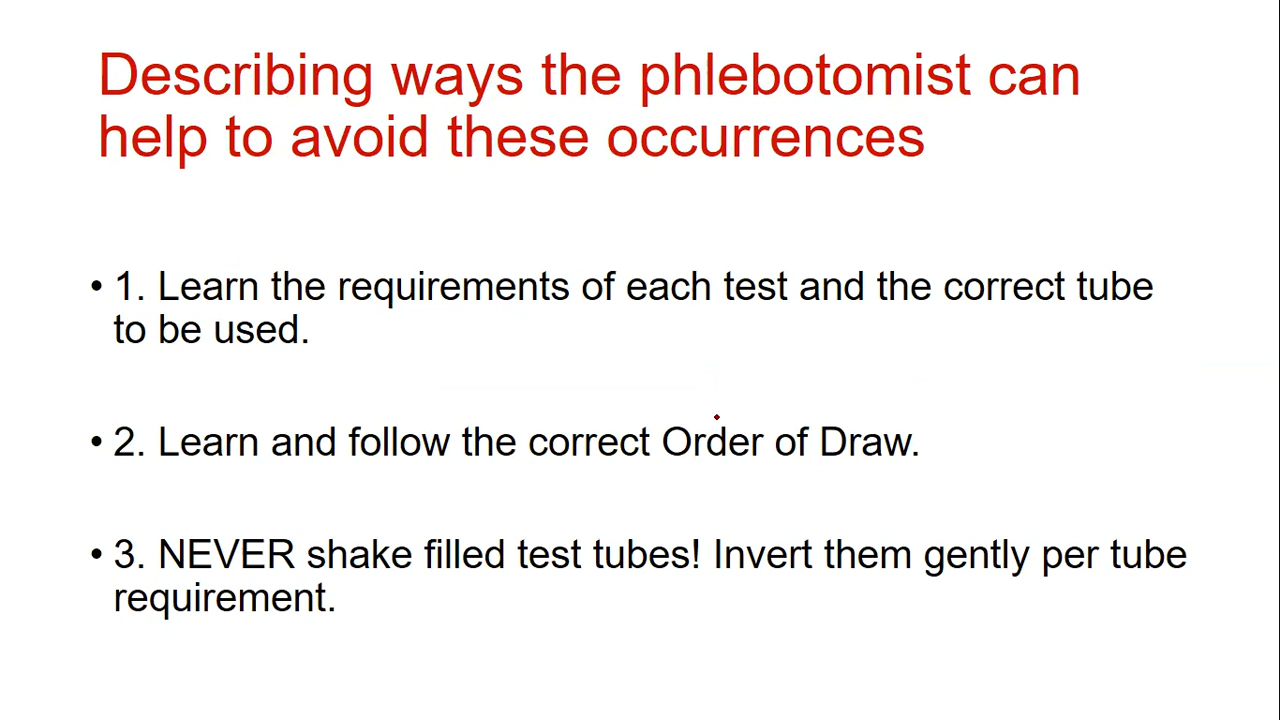 Describing ways the phlebotomist can
help to avoid these occurrences
• 1. Learn the requirements of each test and the correct tube
to be used.
• 2. Learn and follow the correct Order of Draw.
• 3. NEVER shake filled test tubes! Invert them gently per tube
requirement.